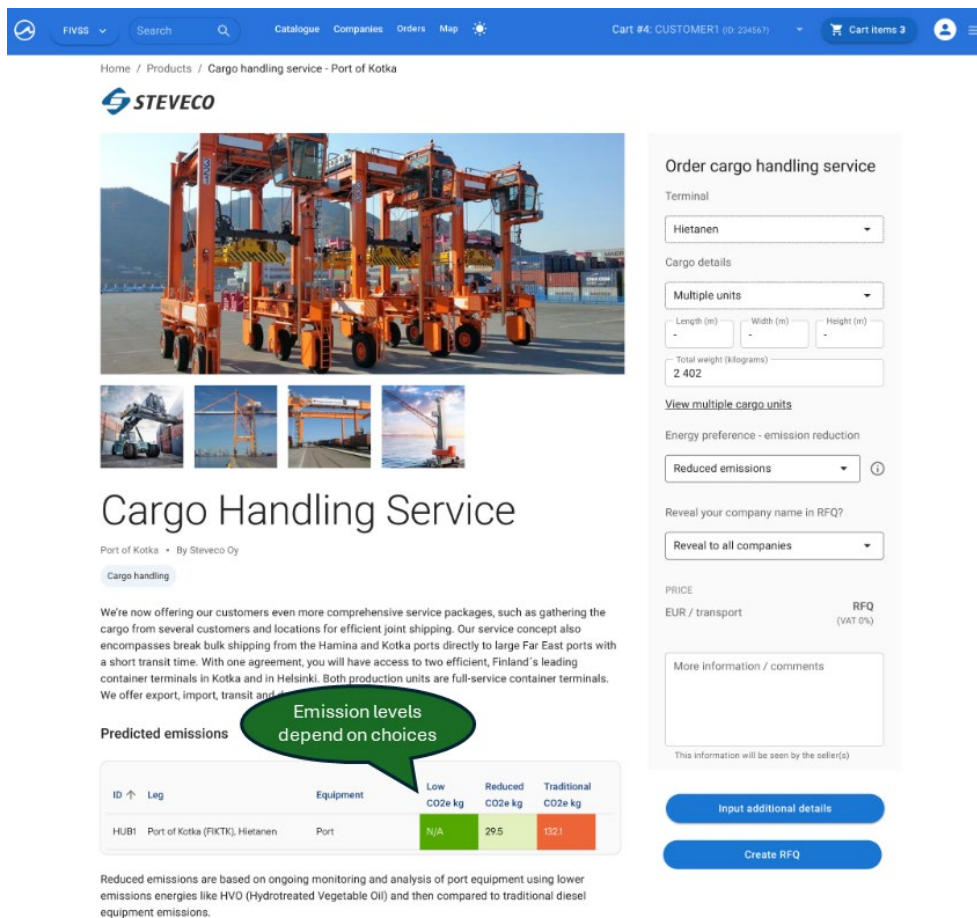 FIVSS
Search
Catalogue Companies Orders Map
Cart #4: CUSTOMER1 (ID: 234567)
Cart items 3
Home / Products / Cargo handling service - Port of Kotka
STEVECO
Cargo Handling Service
Port of Kotka • By Steveco Oy
Cargo handling
We're now offering our customers even more comprehensive service packages, such as gathering the
cargo from several customers and locations for efficient joint shipping. Our service concept also
encompasses break bulk shipping from the Hamina and Kotka ports directly to large Far East ports with
a short transit time. With one agreement, you will have access to two efficient, Finland´s leading
container terminals in Kotka and in Helsinki. Both production units are full-service container terminals.
We offer export, import, transit and
Emission levels
depend on choices
Predicted emissions
ID ↑ Leg Equipment Low CO2e kg Reduced CO2e kg Traditional CO2e kg
HUB1 Port of Kotka (FIKTK), Hietanen Port N/A 29.5 132.1
Reduced emissions are based on ongoing monitoring and analysis of port equipment using lower
emissions energies like HVO (Hydrotreated Vegetable Oil) and then compared to traditional diesel
equipment emissions.
Order cargo handling service
Terminal
Hietanen
Cargo details
Multiple units
Length (m) Width (m) Height (m)
- - -
Total weight (kilograms)
2 402
View multiple cargo units
Energy preference - emission reduction
Reduced emissions
Reveal your company name in RFQ?
Reveal to all companies
PRICE
EUR / transport RFQ
(VAT 0%)
More information / comments
This information will be seen by the seller(s)
Input additional details
Create RFQ